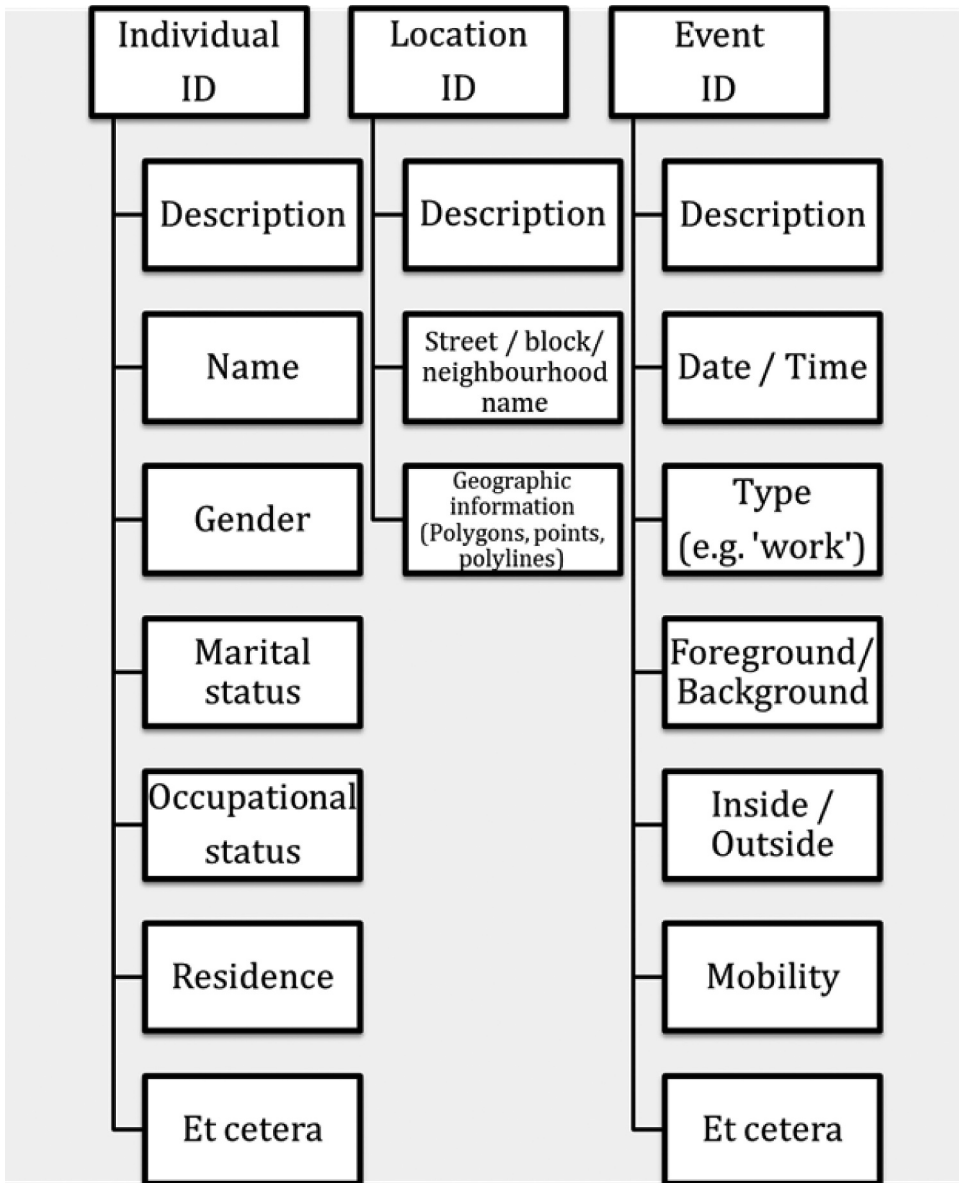 Individual
ID
Description
Name
Gender
Marital
status
Occupational
status
Residence
Et cetera
Location
ID
Description
Street / block/
neighbourhood
name
Geographic
information
(Polygons, points,
polylines)
Event
ID
Description
Date / Time
Type
(e.g. 'work')
Foreground/
Background
Inside /
Outside
Mobility
Et cetera